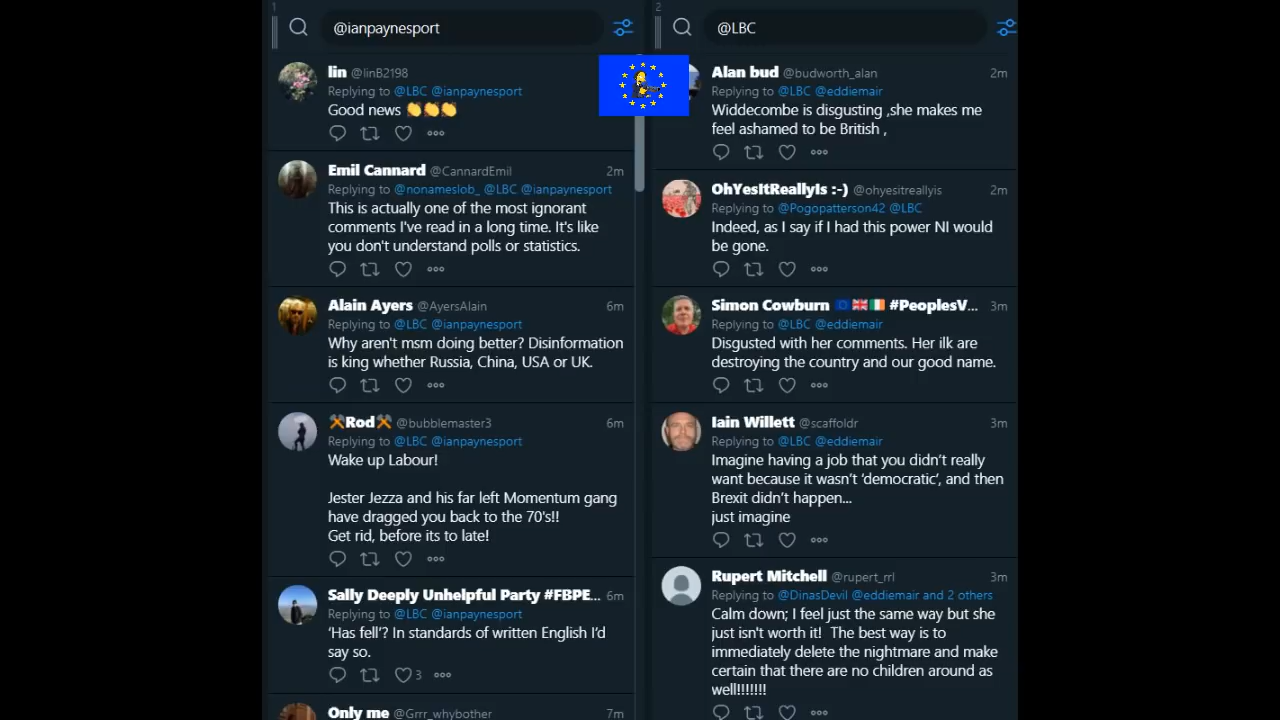 1
@ianpaynesport
lin @linB2198
Replying to @LBC @ianpaynesport
Good news 👏👏👏
Emil Cannard @CannardEmil 2m
Replying to @nonameslob_ @LBC @ianpaynesport
This is actually one of the most ignorant
comments I've read in a long time. It's like
you don't understand polls or statistics.
Alain Ayers @AyersAlain 6m
Replying to @LBC @ianpaynesport
Why aren't msm doing better? Disinformation
is king whether Russia, China, USA or UK.
⚒Rod⚒ @bubblemaster3 6m
Replying to @LBC @ianpaynesport
Wake up Labour!
Jester Jezza and his far left Momentum gang
have dragged you back to the 70's!!
Get rid, before its to late!
Sally Deeply Unhelpful Party #FBPE... 6m
Replying to @LBC @ianpaynesport
‘Has fell’? In standards of written English I’d
say so.
3
Only me @Grrr_whybother 7m
2
@LBC
Alan bud @budworth_alan 2m
Replying to @LBC @eddiemair
Widdecombe is disgusting ,she makes me
feel ashamed to be British ,
OhYesItReallyIs :-) @ohyesitreallyis 2m
Replying to @Pogopatterson42 @LBC
Indeed, as I say if I had this power NI would
be gone.
Simon Cowburn 🇪🇺🇬🇧🇮🇪 #PeoplesV... 3m
Replying to @LBC @eddiemair
Disgusted with her comments. Her ilk are
destroying the country and our good name.
Iain Willett @scaffoldr 3m
Replying to @LBC @eddiemair
Imagine having a job that you didn’t really
want because it wasn’t ‘democratic’, and then
Brexit didn’t happen...
just imagine
Rupert Mitchell @rupert_rrl 3m
Replying to @DinasDevil @eddiemair and 2 others
Calm down; I feel just the same way but she
just isn't worth it!  The best way is to
immediately delete the nightmare and make
certain that there are no children around as
well!!!!!!!